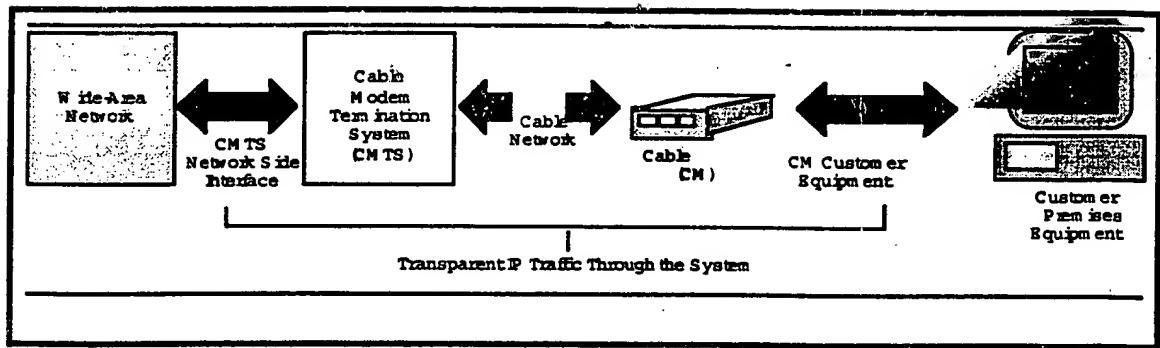 Wide-Area
Network
CMTS
Network Side
Interface
Cable
Modem
Termination
System
(CMTS)
Cable
Network
Cable
(CM)
CM Customer
Equipment
Customer
Premises
Equipment
Transparent IP Traffic Through the System